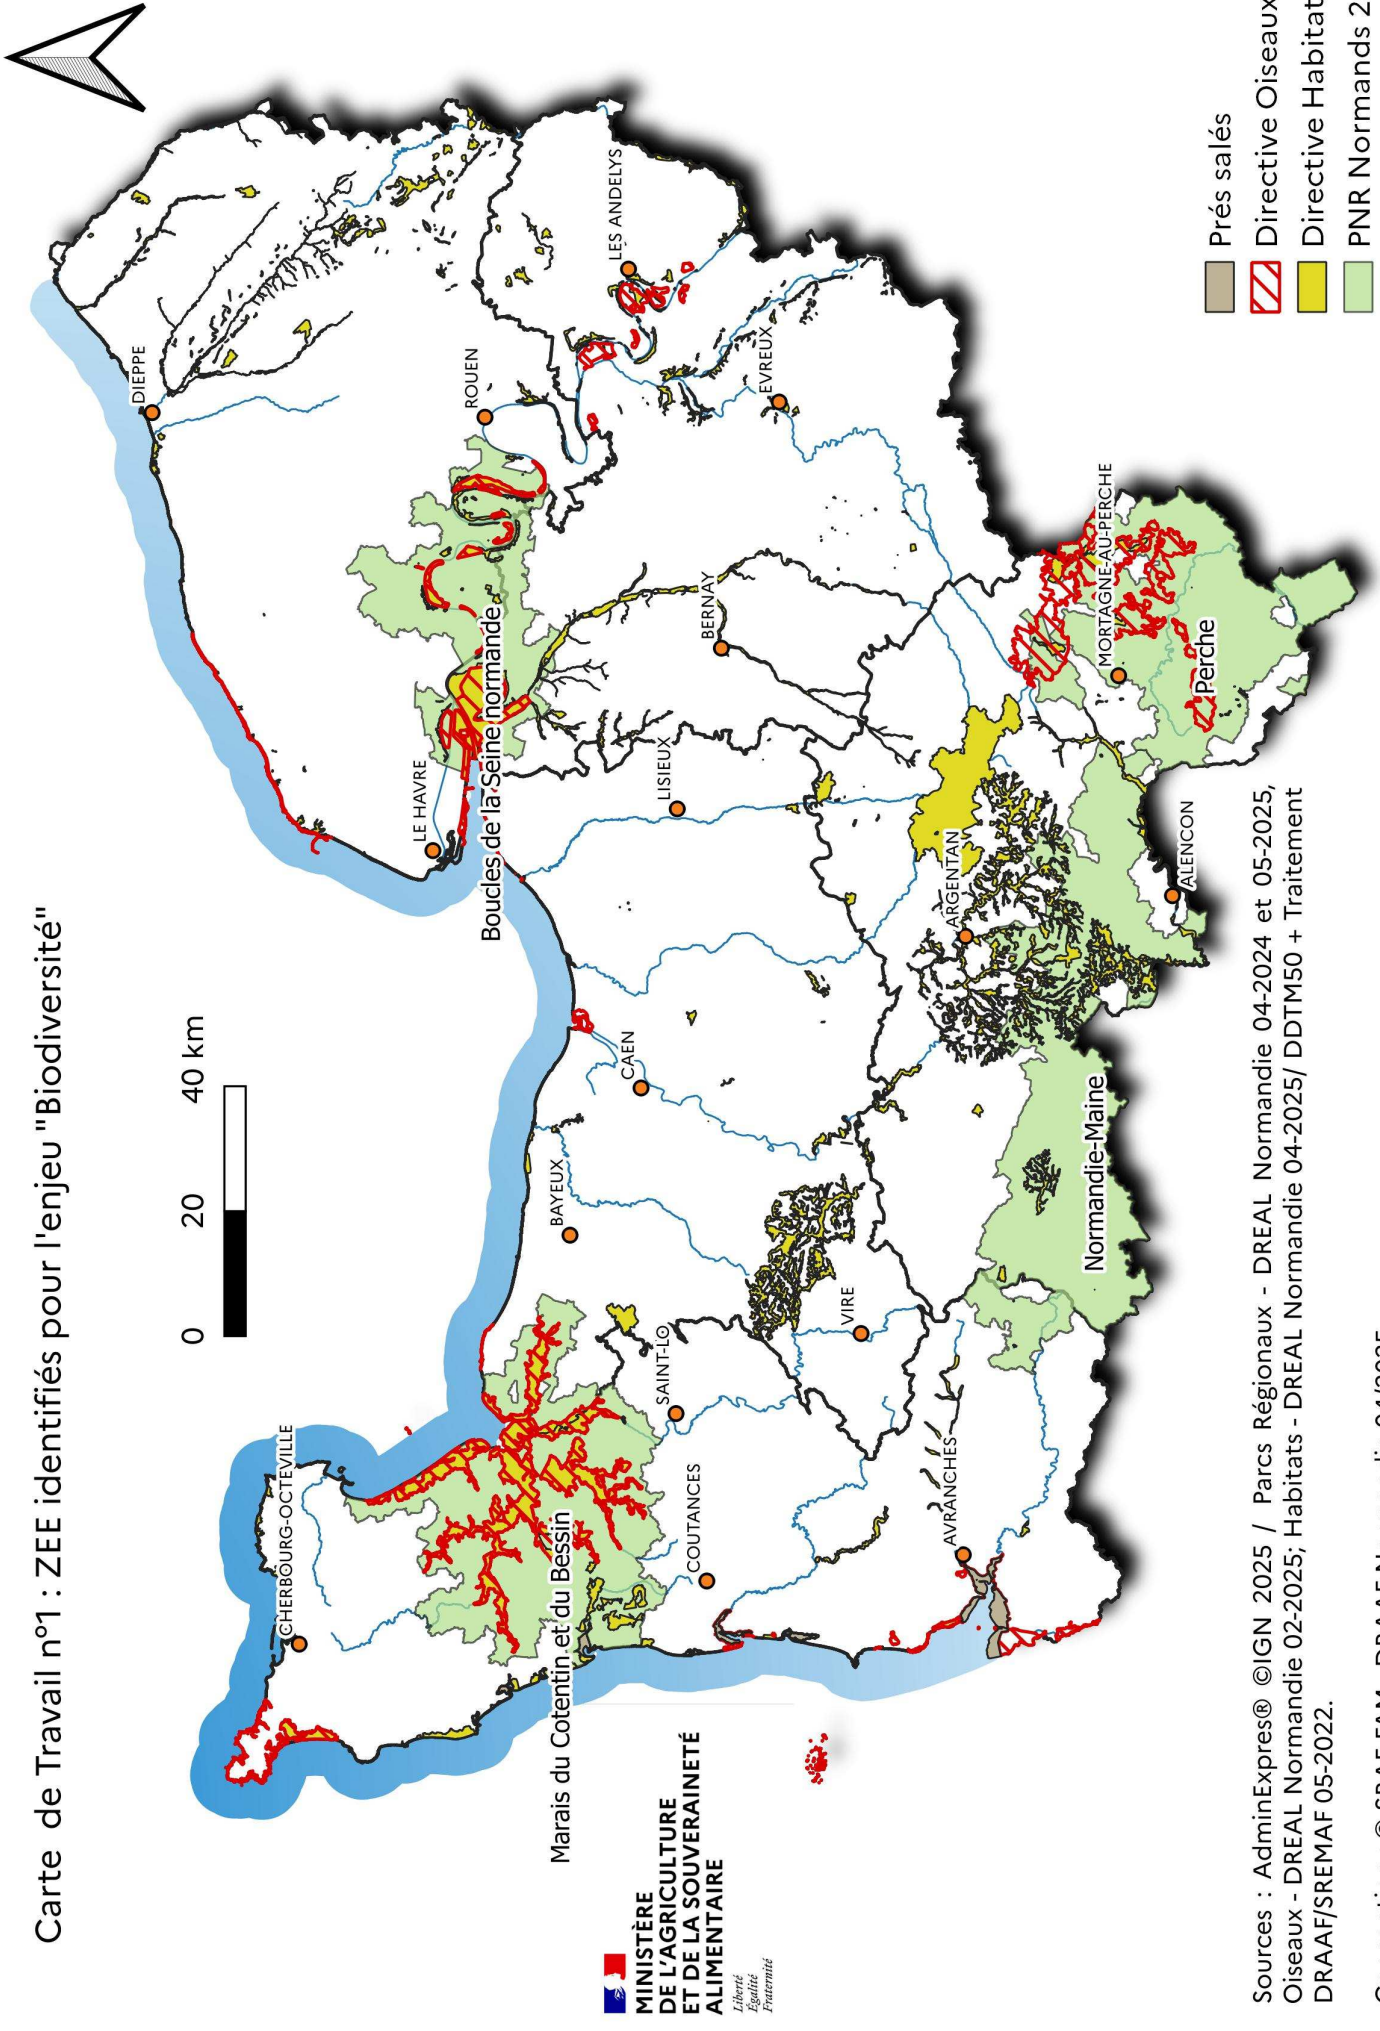 Carte de Travail n°1 : ZEE identifiés pour l'enjeu "Biodiversité"
0 20 40 km
DIEPPE
CHERBOURG-OCTEVILLE
LE HAVRE
ROUEN
Boucles de la Seine normande
BAYEUX
Marais du Cotentin et du Bessin
LES ANDELYS
CAEN
SAINT-LO
LISIEUX
COUTANCES
BERNAY
EVREUX
VIRE
AVRANCHES
ARGENTAN
Normandie-Maine
MORTAGNE-AU-PERCHE
ALENCON
Perche
MINISTÈRE
DE L'AGRICULTURE
ET DE LA SOUVERAINETÉ
ALIMENTAIRE
Liberté
Égalité
Fraternité
Prés salés
Directive Oiseaux
Directive Habitat
PNR Normands 2
Sources : AdminExpres® ©IGN 2025 / Parcs Régionaux - DREAL Normandie 04-2024 et 05-2025,
Oiseaux - DREAL Normandie 02-2025; Habitats - DREAL Normandie 04-2025/ DDTM50 + Traitement
DRAAF/SREMAF 05-2022.